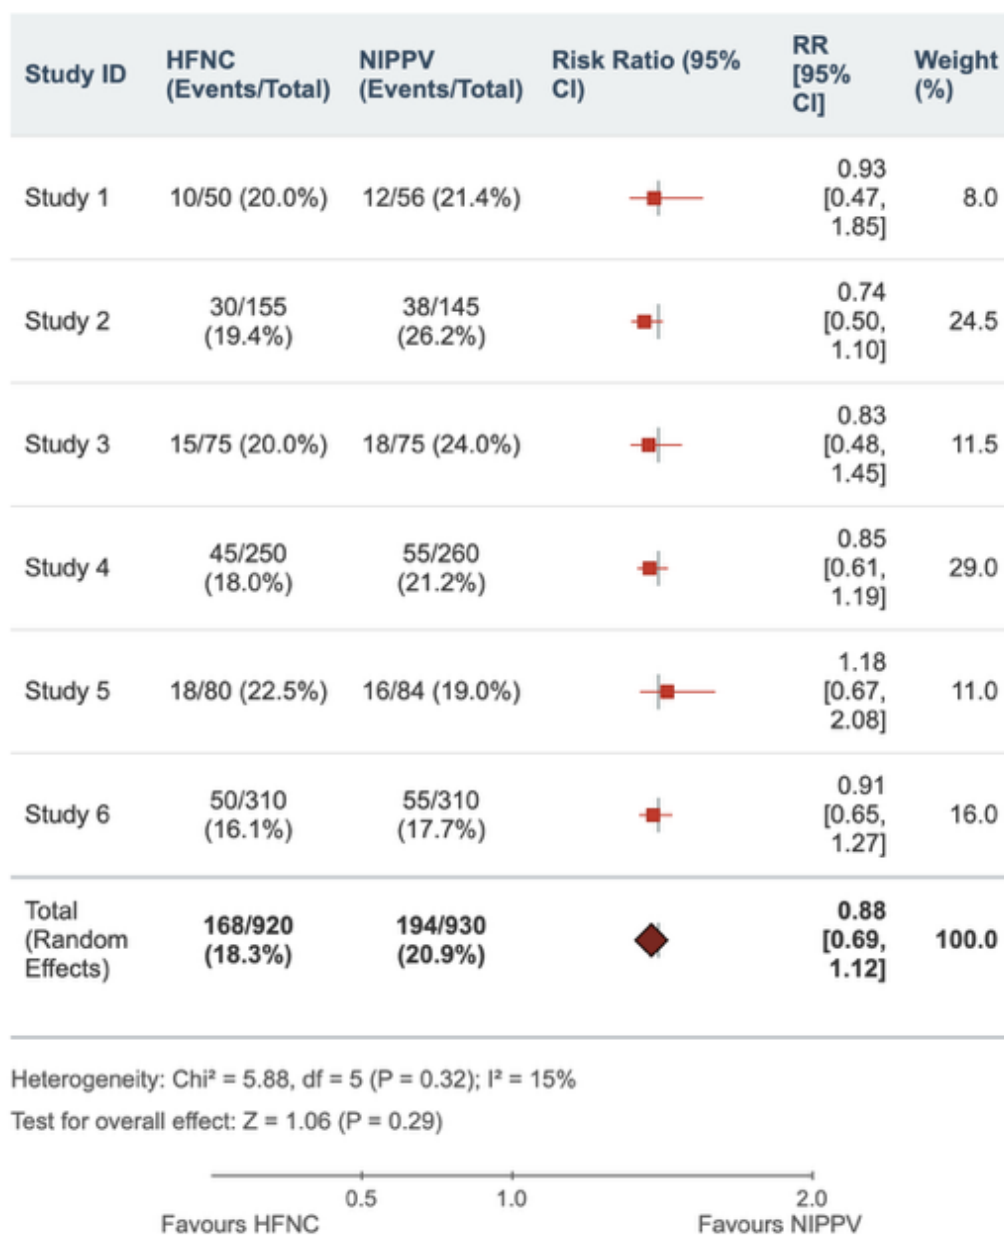 Study ID HFNC (Events/Total) NIPPV (Events/Total) Risk Ratio (95% CI) RR [95% CI] Weight (%)
Study 1 10/50 (20.0%) 12/56 (21.4%) 0.93 [0.47, 1.85] 8.0
Study 2 30/155 (19.4%) 38/145 (26.2%) 0.74 [0.50, 1.10] 24.5
Study 3 15/75 (20.0%) 18/75 (24.0%) 0.83 [0.48, 1.45] 11.5
Study 4 45/250 (18.0%) 55/260 (21.2%) 0.85 [0.61, 1.19] 29.0
Study 5 18/80 (22.5%) 16/84 (19.0%) 1.18 [0.67, 2.08] 11.0
Study 6 50/310 (16.1%) 55/310 (17.7%) 0.91 [0.65, 1.27] 16.0
Total (Random Effects) 168/920 (18.3%) 194/930 (20.9%) 0.88 [0.69, 1.12] 100.0
Heterogeneity: Chi² = 5.88, df = 5 (P = 0.32); I² = 15%
Test for overall effect: Z = 1.06 (P = 0.29)
0.5 1.0 2.0
Favours HFNC Favours NIPPV